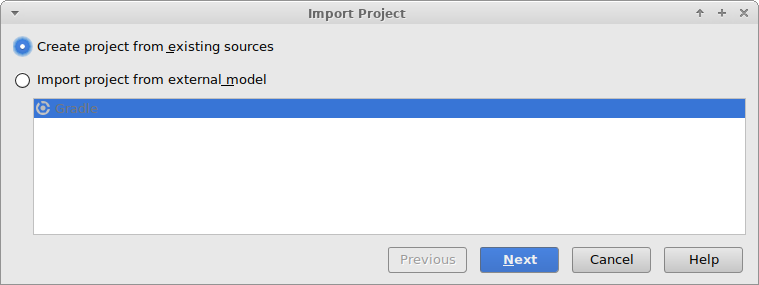 Import Project
Create project from existing sources
Import project from external model
Gradle
Previous
Next
Cancel
Help